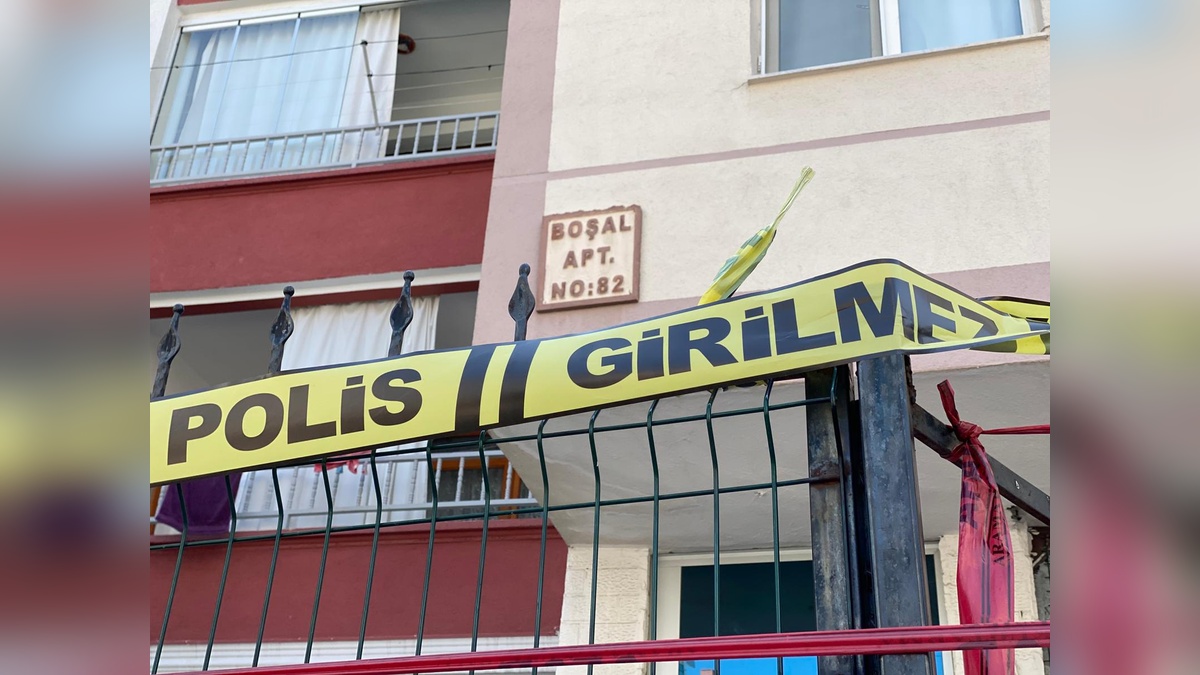 BOŞAL
APT.
NO:82
POLİS // GİRİLMEZ